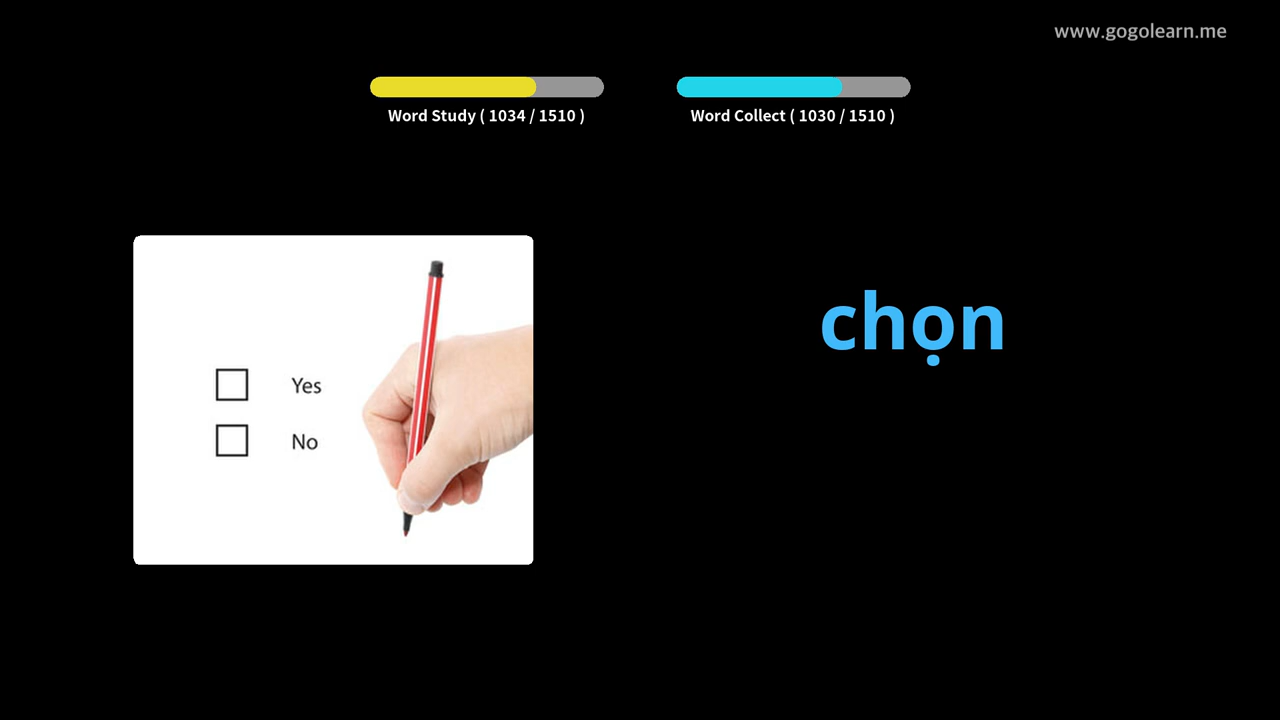 www.gogolearn.me
Word Study ( 1034 / 1510 )
Word Collect ( 1030 / 1510 )
chọn
Yes
No